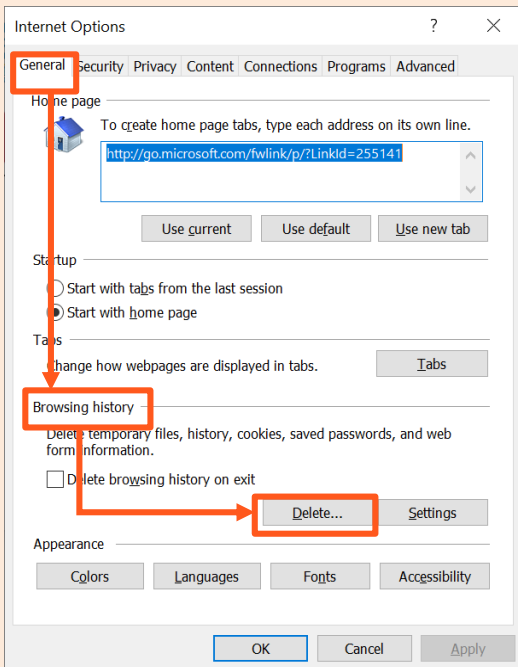 Internet Options
?
General Security Privacy Content Connections Programs Advanced
Home page
To create home page tabs, type each address on its own line.
http://go.microsoft.com/fwlink/p/?LinkId=255141
Use current Use default Use new tab
Startup
Start with tabs from the last session
Start with home page
Tabs
Change how webpages are displayed in tabs. Tabs
Browsing history
Delete temporary files, history, cookies, saved passwords, and web
form information.
Delete browsing history on exit
Delete... Settings
Appearance
Colors Languages Fonts Accessibility
OK Cancel Apply